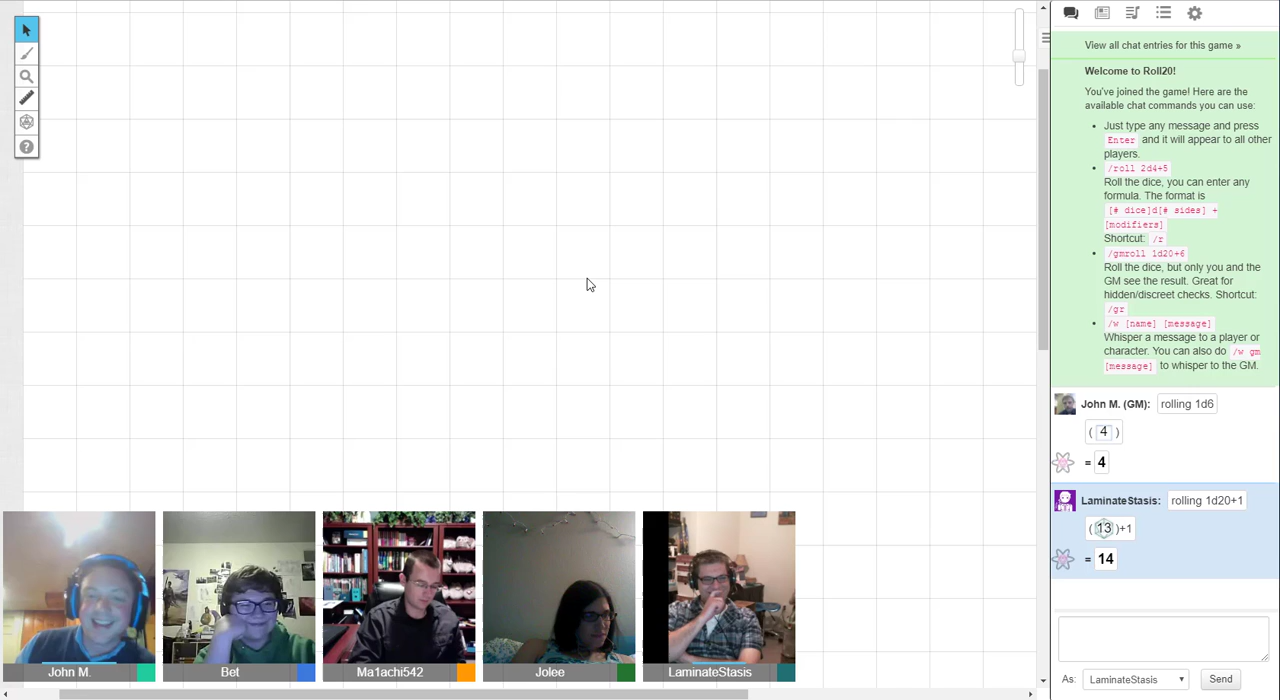 View all chat entries for this game »
Welcome to Roll20!
You've joined the game! Here are the
available chat commands you can use:
• Just type any message and press
Enter and it will appear to all other
players.
• /roll 2d4+5
Roll the dice, you can enter any
formula. The format is
[# dice]d[# sides] +
[modifiers]
Shortcut: /r
• /gmroll 1d20+6
Roll the dice, but only you and the
GM see the result. Great for
hidden/discreet checks. Shortcut:
/gr
• /w [name] [message]
Whisper a message to a player or
character. You can also do /w gm
[message] to whisper to the GM.
John M. (GM): rolling 1d6
(4)
= 4
LaminateStasis: rolling 1d20+1
(13)+1
= 14
John M.
Bet
Ma1achi542
Jolee
LaminateStasis
As: LaminateStasis
Send